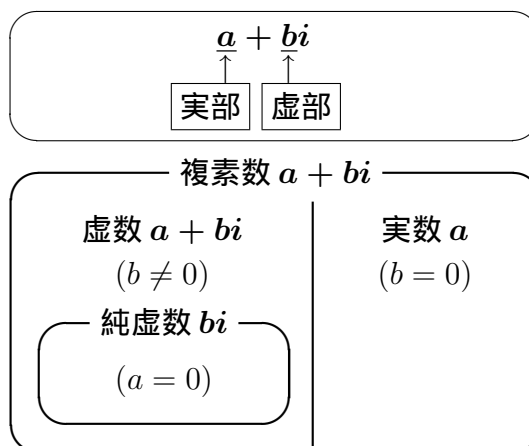 a + bi
実部 虚部
複素数 a + bi
虚数 a + bi 実数 a
(b ≠ 0) (b = 0)
純虚数 bi
(a = 0)